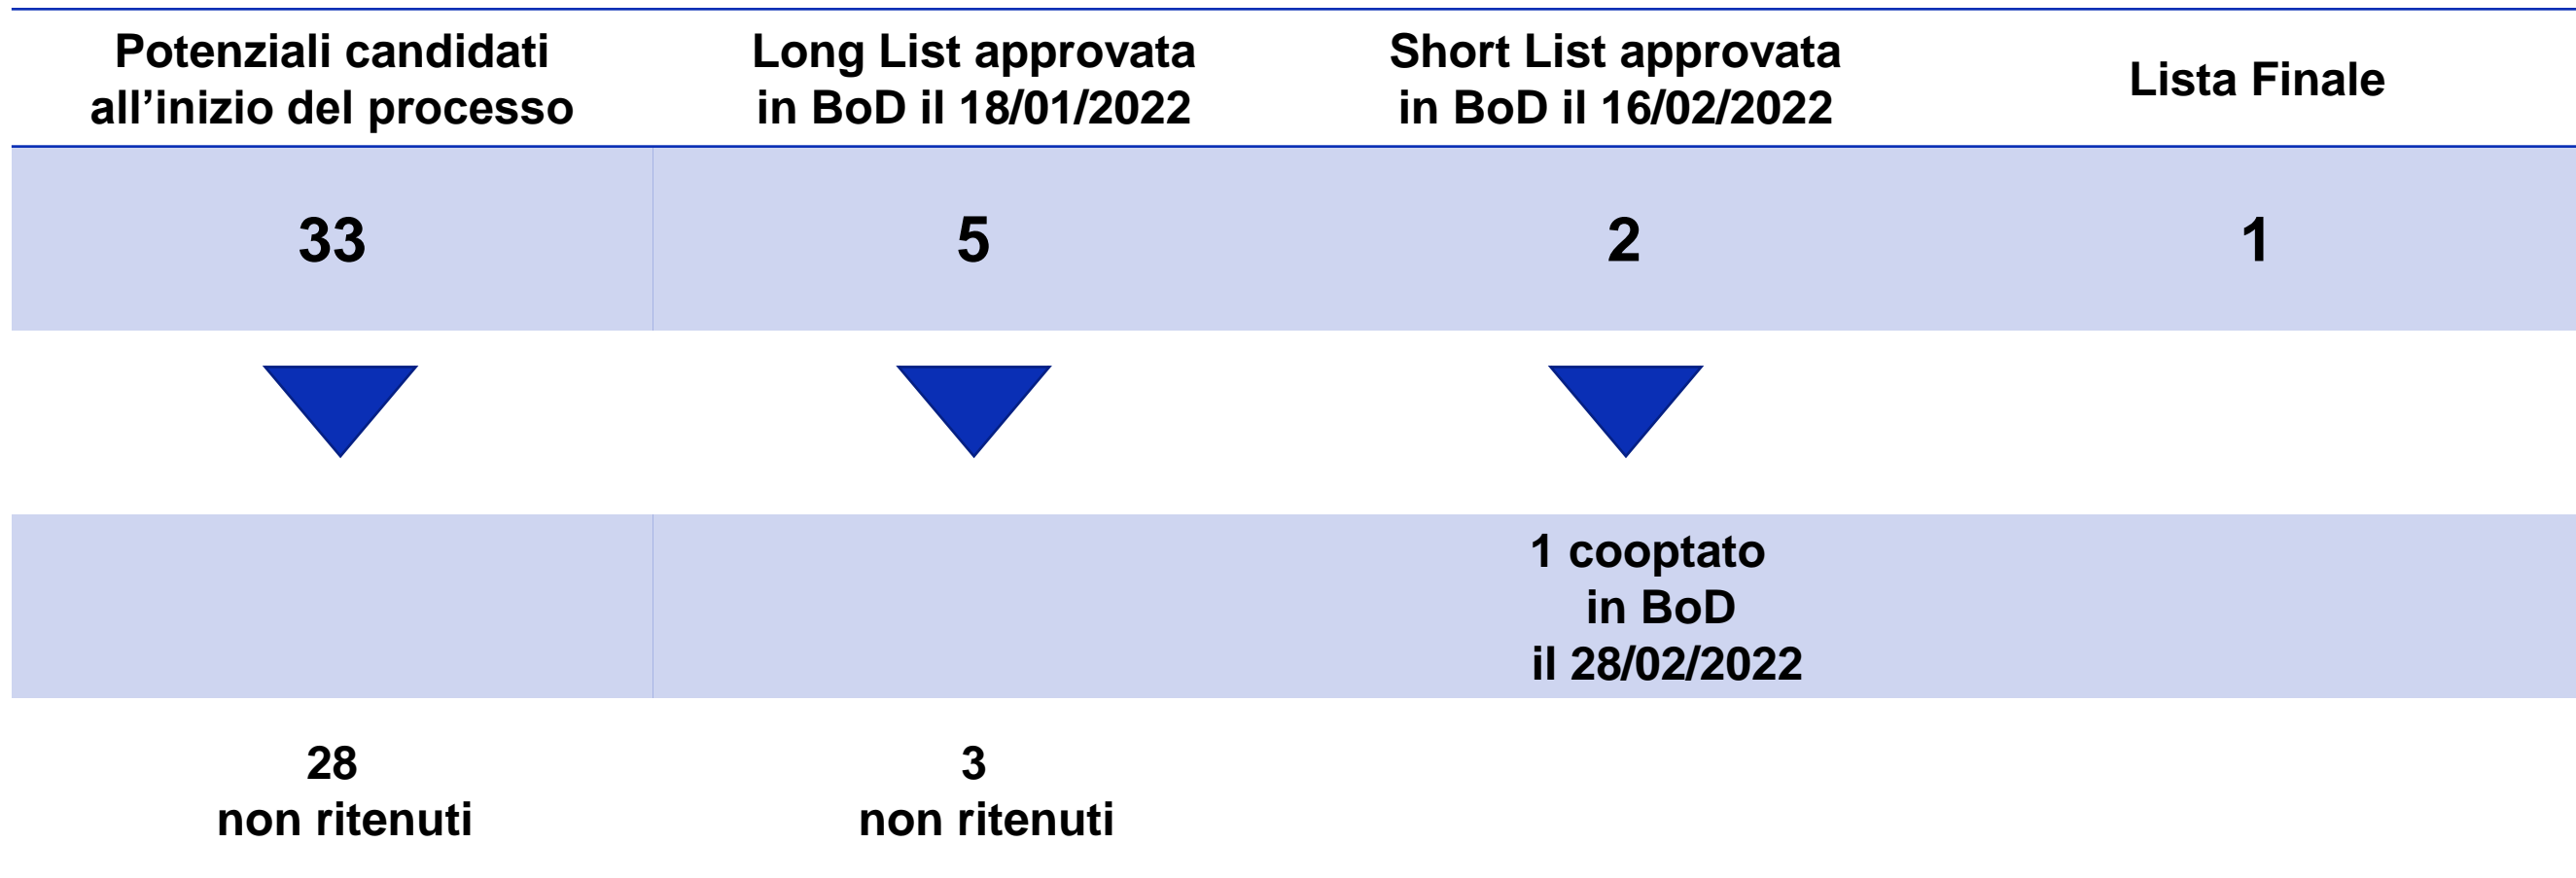 Potenziali candidati
all’inizio del processo
Long List approvata
in BoD il 18/01/2022
Short List approvata
in BoD il 16/02/2022
Lista Finale
33
5
2
1
1 cooptato
in BoD
il 28/02/2022
28
non ritenuti
3
non ritenuti